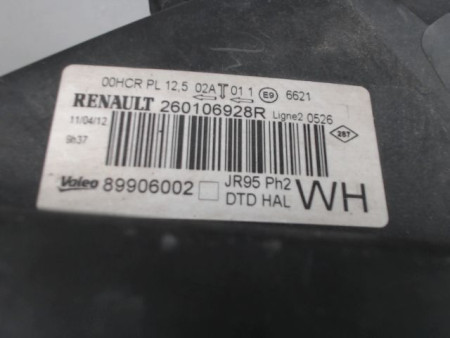 00HCR PL 12,5 02A 01 1 E9 6621
RENAULT 260106928R Ligne2 0526
11/04/12
9h37
287
Valeo 89906002 JR95 Ph2 WH
DTD HAL